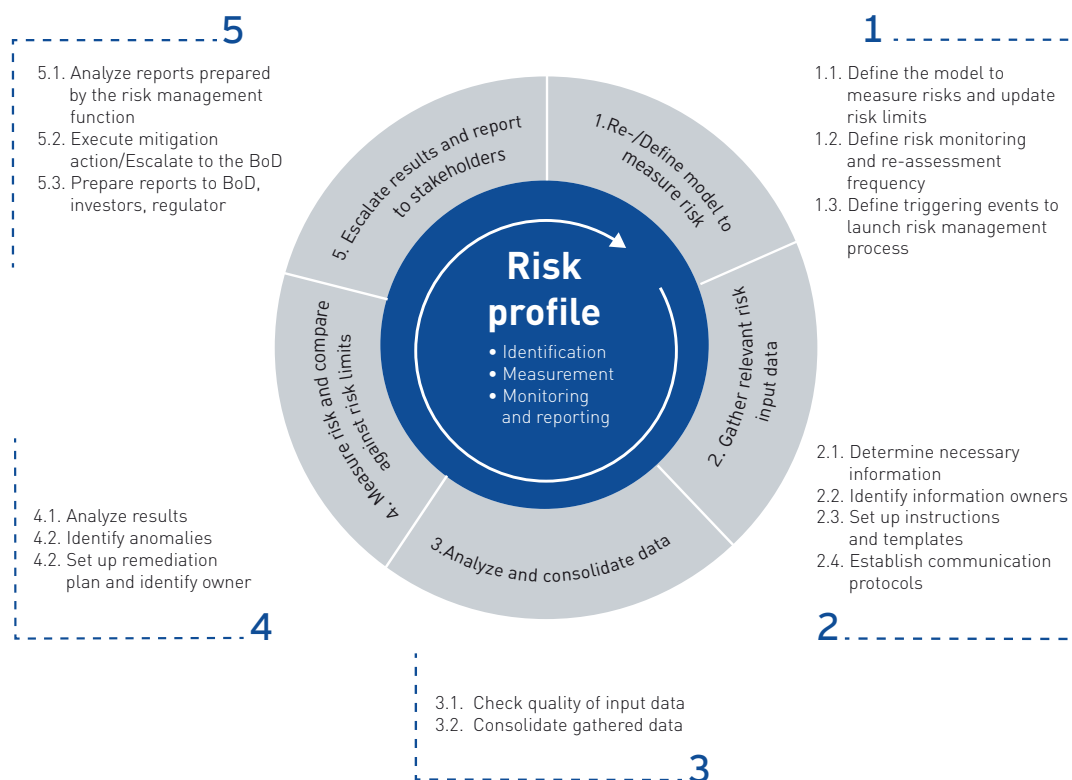 5
5.1. Analyze reports prepared
by the risk management
function
5.2. Execute mitigation
action/Escalate to the BoD
5.3. Prepare reports to BoD,
investors, regulator
1
1.1. Define the model to
measure risks and update
risk limits
1.2. Define risk monitoring
and re-assessment
frequency
1.3. Define triggering events to
launch risk management
process
1.Re-/Define model to
measure risk
2. Gather relevant risk
input data
3.Analyze and consolidate data
4. Measure risk and compare
against risk limits
5. Escalate results and report
to stakeholders
Risk
profile
• Identification
• Measurement
• Monitoring
and reporting
2.1. Determine necessary
information
2.2. Identify information owners
2.3. Set up instructions
and templates
2.4. Establish communication
protocols
2
4.1. Analyze results
4.2. Identify anomalies
4.2. Set up remediation
plan and identify owner
4
3.1. Check quality of input data
3.2. Consolidate gathered data
3